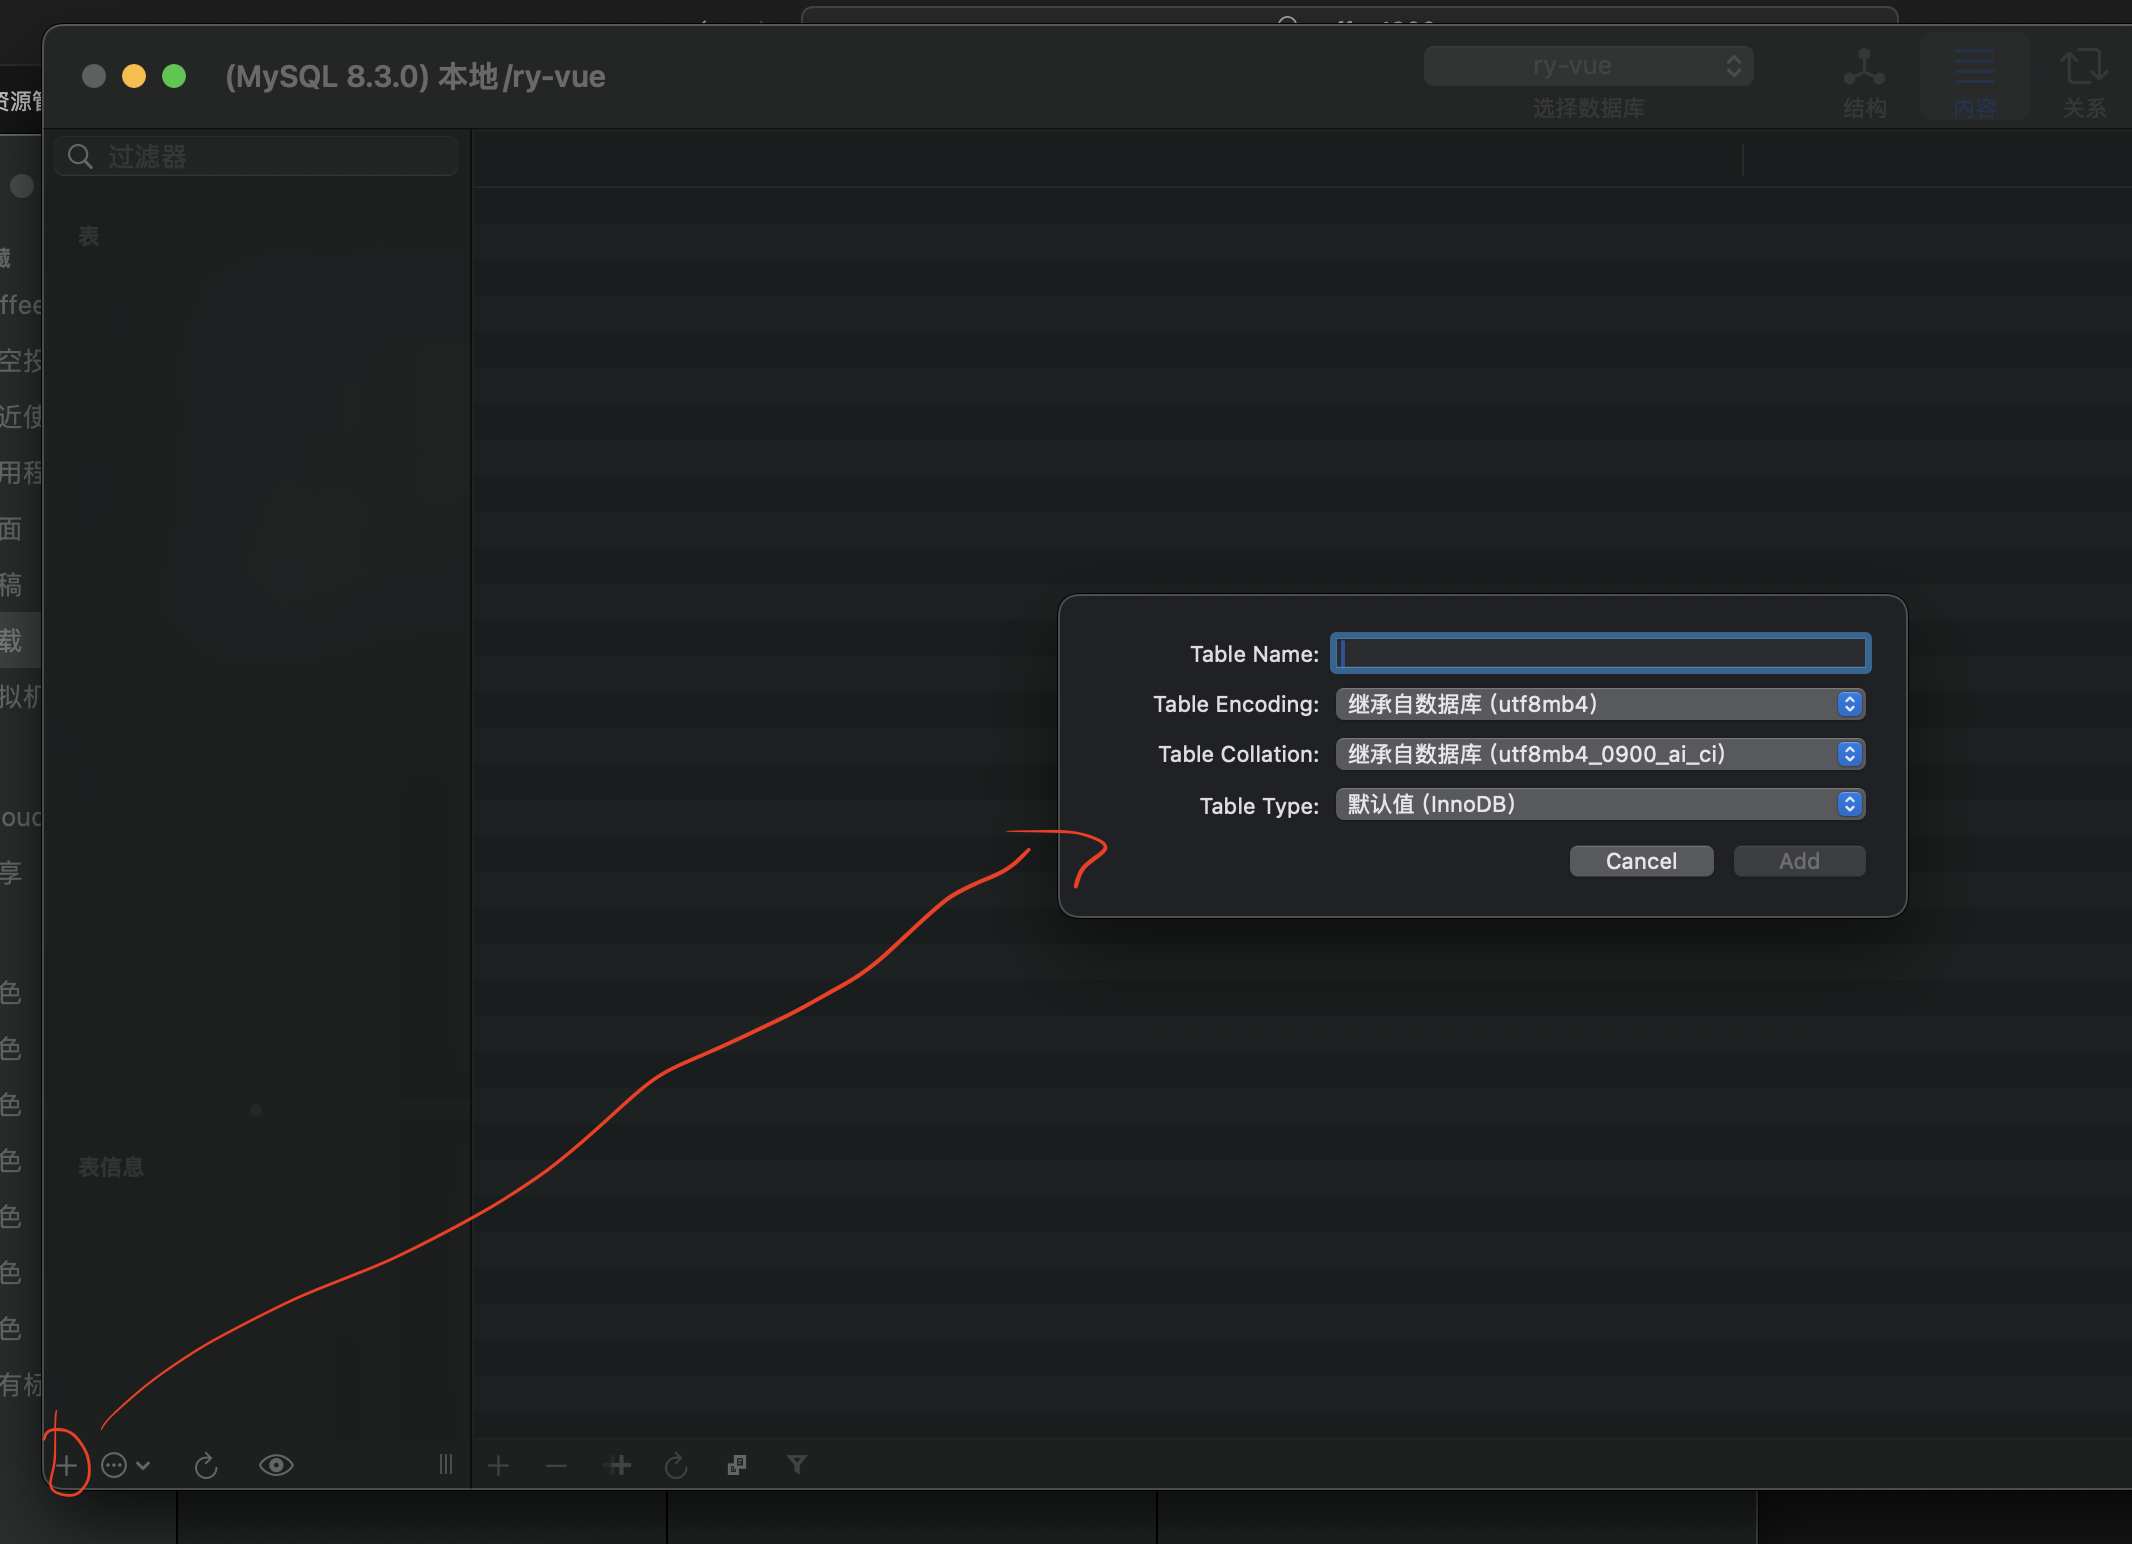 (MySQL 8.3.0) 本地/ry-vue
ry-vue
选择数据库
结构
内容
关系
过滤器
表
表信息
Table Name:
Table Encoding: 继承自数据库 (utf8mb4)
Table Collation: 继承自数据库 (utf8mb4_0900_ai_ci)
Table Type: 默认值 (InnoDB)
Cancel
Add
资源管
藏
ffee
空投
近使
用程
面
稿
载
拟机
oud
享
色
色
色
色
色
色
色
有标